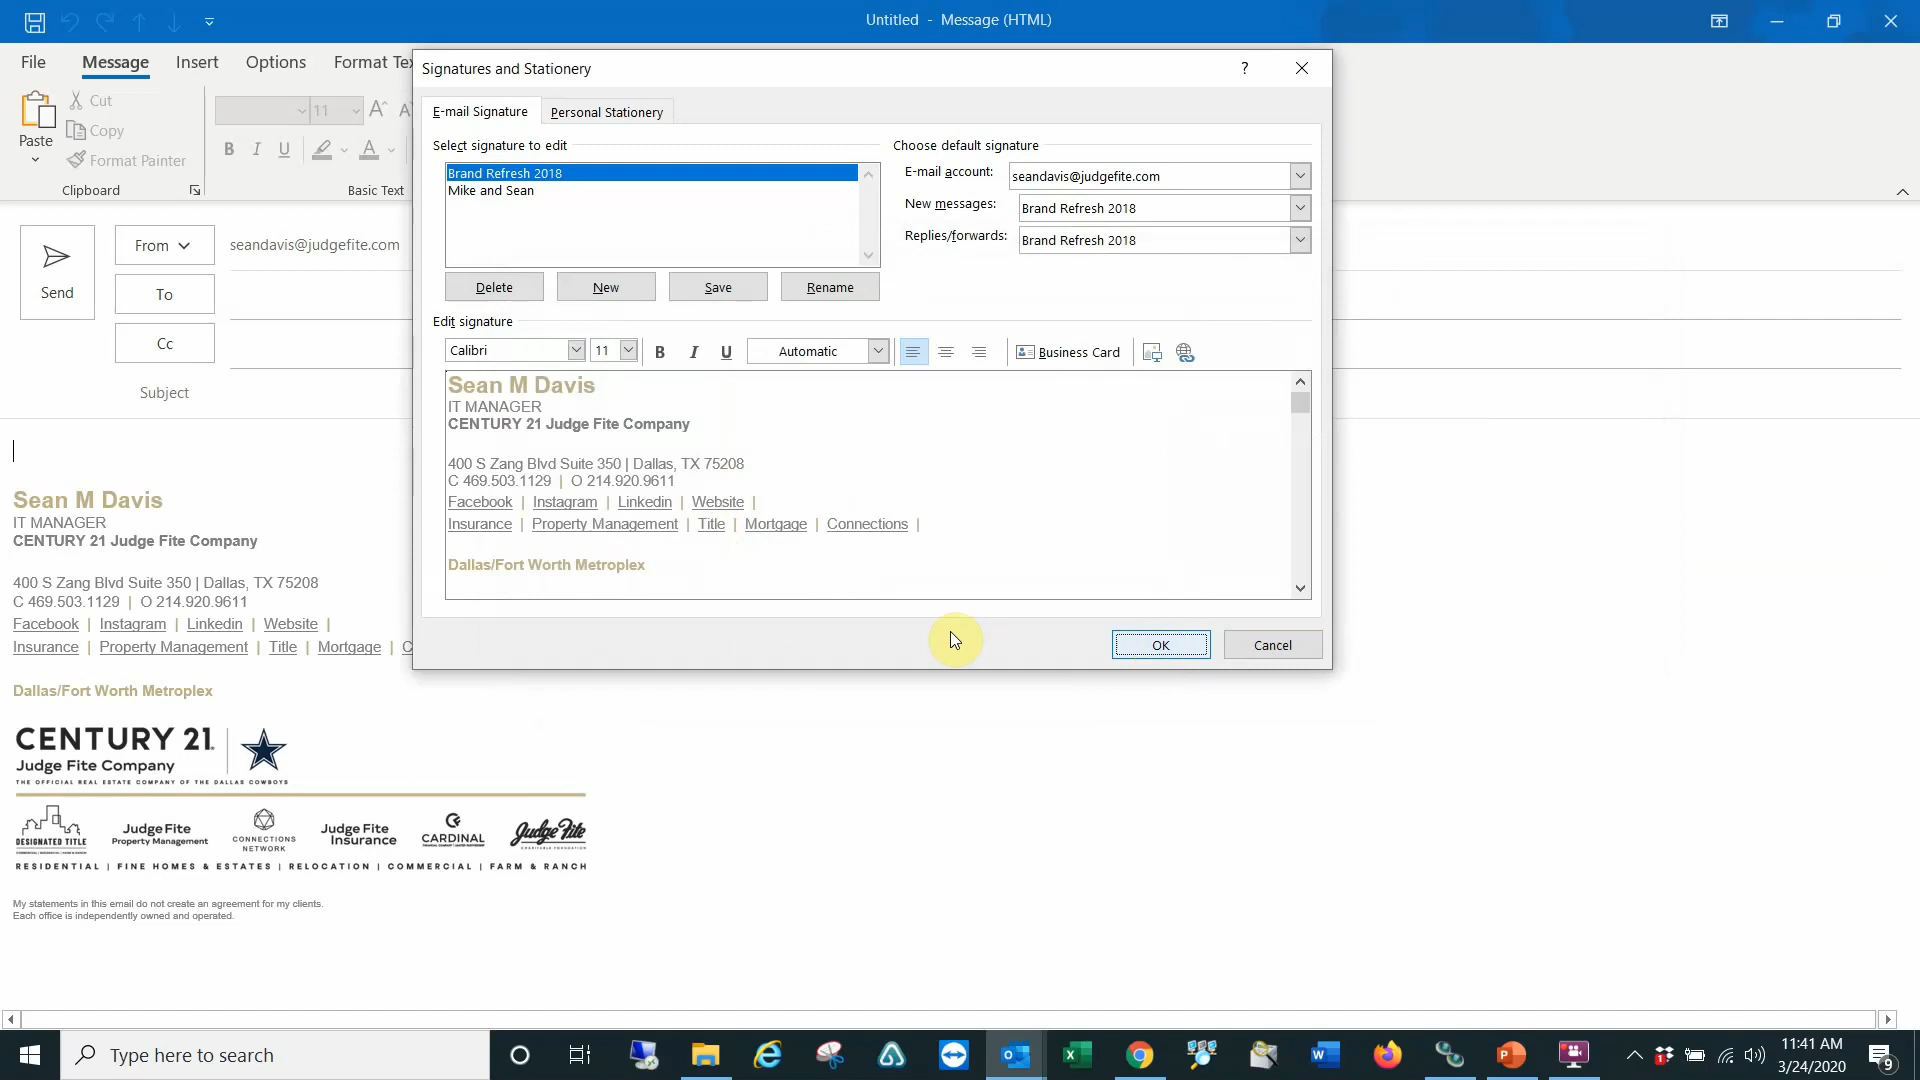 Untitled - Message (HTML)
File Message Insert Options Format Te
Paste
Cut
Copy
Format Painter
Clipboard
11
B I U A
Basic Text
Send
From
seandavis@judgefite.com
To
Cc
Subject
Sean M Davis
IT MANAGER
CENTURY 21 Judge Fite Company
400 S Zang Blvd Suite 350 | Dallas, TX 75208
C 469.503.1129 | O 214.920.9611
Facebook | Instagram | Linkedin | Website |
Insurance | Property Management | Title | Mortgage | C
Dallas/Fort Worth Metroplex
CENTURY 21.
Judge Fite Company
THE OFFICIAL REAL ESTATE COMPANY OF THE DALLAS COWBOYS
DESIGNATED TITLE
Judge Fite
Property Management
CONNECTIONS
NETWORK
Judge Fite
Insurance
CARDINAL
Judge Fite
RESIDENTIAL | FINE HOMES & ESTATES | RELOCATION | COMMERCIAL | FARM & RANCH
My statements in this email do not create an agreement for my clients.
Each office is independently owned and operated.
Signatures and Stationery
?
E-mail Signature
Personal Stationery
Select signature to edit
Brand Refresh 2018
Mike and Sean
Delete
New
Save
Rename
Choose default signature
E-mail account:
seandavis@judgefite.com
New messages:
Brand Refresh 2018
Replies/forwards:
Brand Refresh 2018
Edit signature
Calibri
11
B I U
Automatic
Business Card
Sean M Davis
IT MANAGER
CENTURY 21 Judge Fite Company
400 S Zang Blvd Suite 350 | Dallas, TX 75208
C 469.503.1129 | O 214.920.9611
Facebook | Instagram | Linkedin | Website |
Insurance | Property Management | Title | Mortgage | Connections |
Dallas/Fort Worth Metroplex
OK
Cancel
Type here to search
11:41 AM
3/24/2020
9